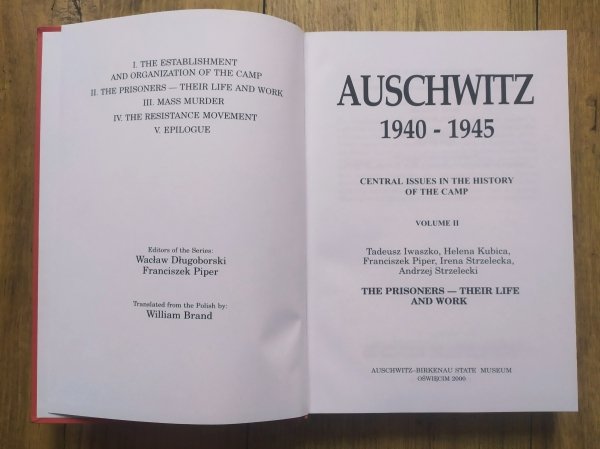 I. THE ESTABLISHMENT
AND ORGANIZATION OF THE CAMP
II. THE PRISONERS — THEIR LIFE AND WORK
III. MASS MURDER
IV. THE RESISTANCE MOVEMENT
V. EPILOGUE
Editors of the Series:
Wacław Długoborski
Franciszek Piper
Translated from the Polish by:
William Brand
AUSCHWITZ
1940 - 1945
CENTRAL ISSUES IN THE HISTORY
OF THE CAMP
VOLUME II
Tadeusz Iwaszko, Helena Kubica,
Franciszek Piper, Irena Strzelecka,
Andrzej Strzelecki
THE PRISONERS — THEIR LIFE
AND WORK
AUSCHWITZ–BIRKENAU STATE MUSEUM
OŚWIĘCIM 2000